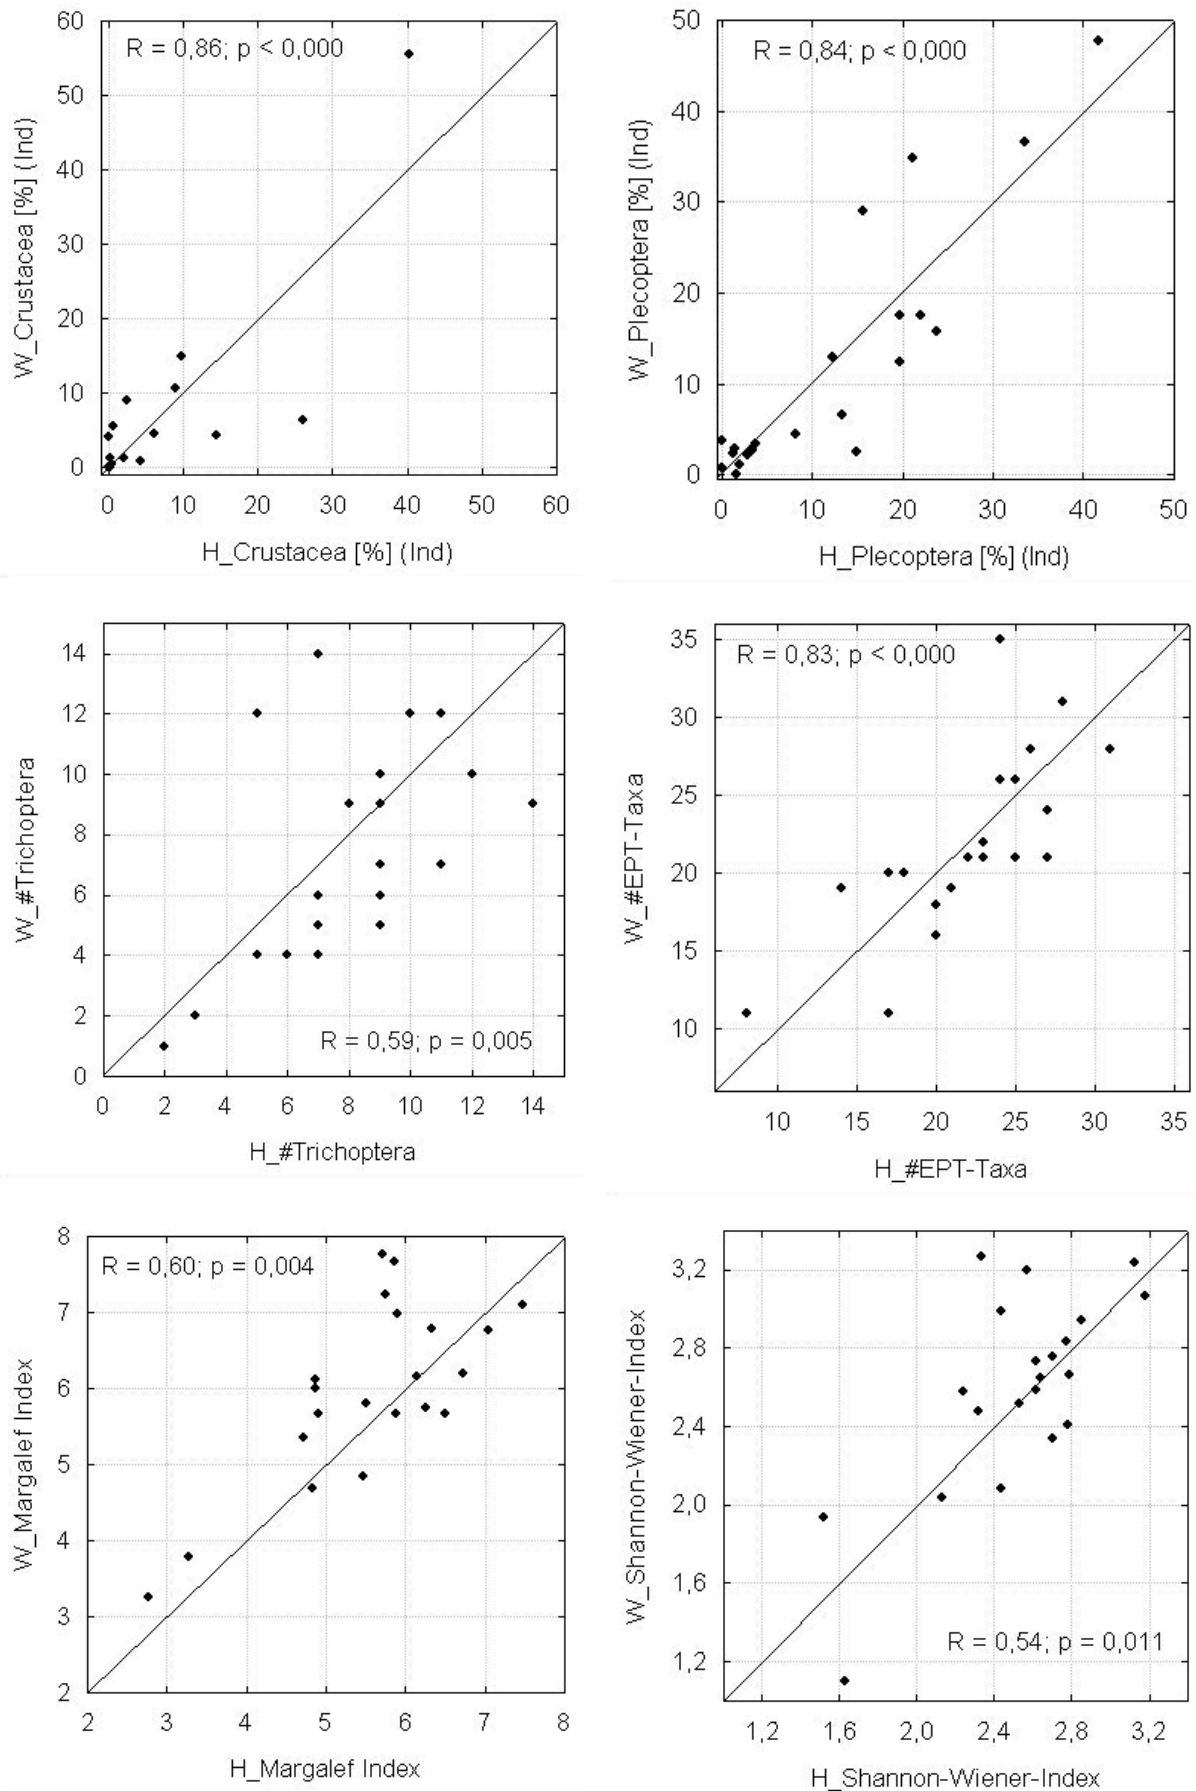 60
50
40
30
20
10
0
W_Crustacea [%] (Ind)
R = 0,86; p < 0,000
0 10 20 30 40 50 60
H_Crustacea [%] (Ind)
50
40
30
20
10
0
W_Plecoptera [%] (Ind)
R = 0,84; p < 0,000
0 10 20 30 40 50
H_Plecoptera [%] (Ind)
14
12
10
8
6
4
2
0
W_#Trichoptera
R = 0,59; p = 0,005
0 2 4 6 8 10 12 14
H_#Trichoptera
35
30
25
20
15
10
W_#EPT-Taxa
R = 0,83; p < 0,000
10 15 20 25 30 35
H_#EPT-Taxa
8
7
6
5
4
3
2
W_Margalef Index
R = 0,60; p = 0,004
2 3 4 5 6 7 8
H_Margalef Index
3,2
2,8
2,4
2,0
1,6
1,2
W_Shannon-Wiener-Index
R = 0,54; p = 0,011
1,2 1,6 2,0 2,4 2,8 3,2
H_Shannon-Wiener-Index